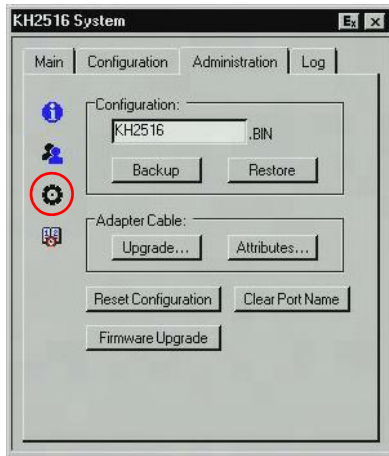 KH2516 System
Ex
Main Configuration Administration Log
Configuration:
KH2516 .BIN
Backup Restore
Adapter Cable:
Upgrade... Attributes...
Reset Configuration Clear Port Name
Firmware Upgrade